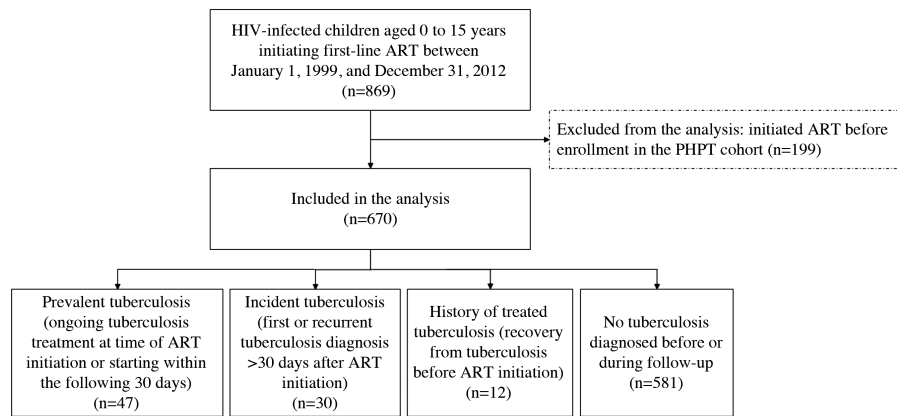 HIV-infected children aged 0 to 15 years
initiating first-line ART between
January 1, 1999, and December 31, 2012
(n=869)
Excluded from the analysis: initiated ART before
enrollment in the PHPT cohort (n=199)
Included in the analysis
(n=670)
Prevalent tuberculosis
(ongoing tuberculosis
treatment at time of ART
initiation or starting within
the following 30 days)
(n=47)
Incident tuberculosis
(first or recurrent
tuberculosis diagnosis
>30 days after ART
initiation)
(n=30)
History of treated
tuberculosis (recovery
from tuberculosis
before ART initiation)
(n=12)
No tuberculosis
diagnosed before or
during follow-up
(n=581)